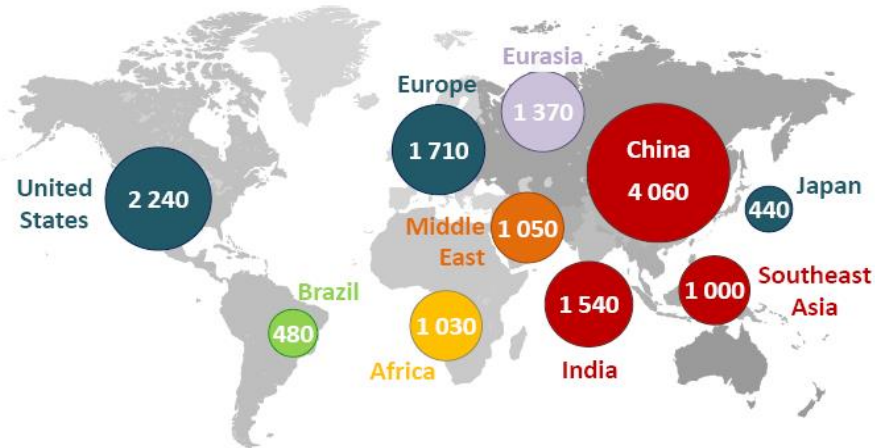 Eurasia
1 370
Europe
1 710
China
4 060
United
States
2 240
Japan
440
Middle
East
1 050
Southeast
Asia
1 000
Brazil
480
Africa
1 030
India
1 540